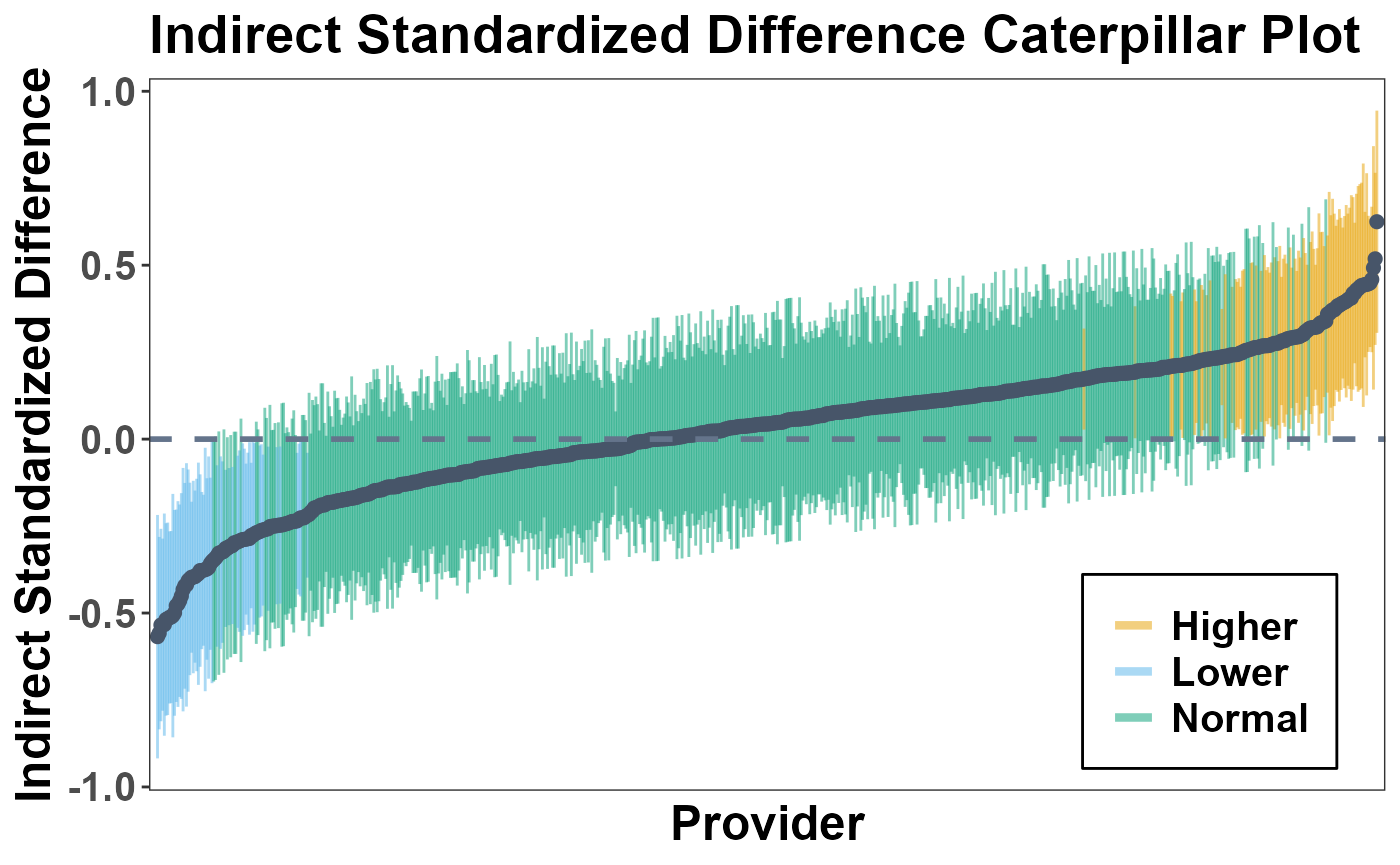 Indirect Standardized Difference Caterpillar Plot
Indirect Standardized Difference
1.0
0.5
0.0
-0.5
-1.0
Higher
Lower
Normal
Provider